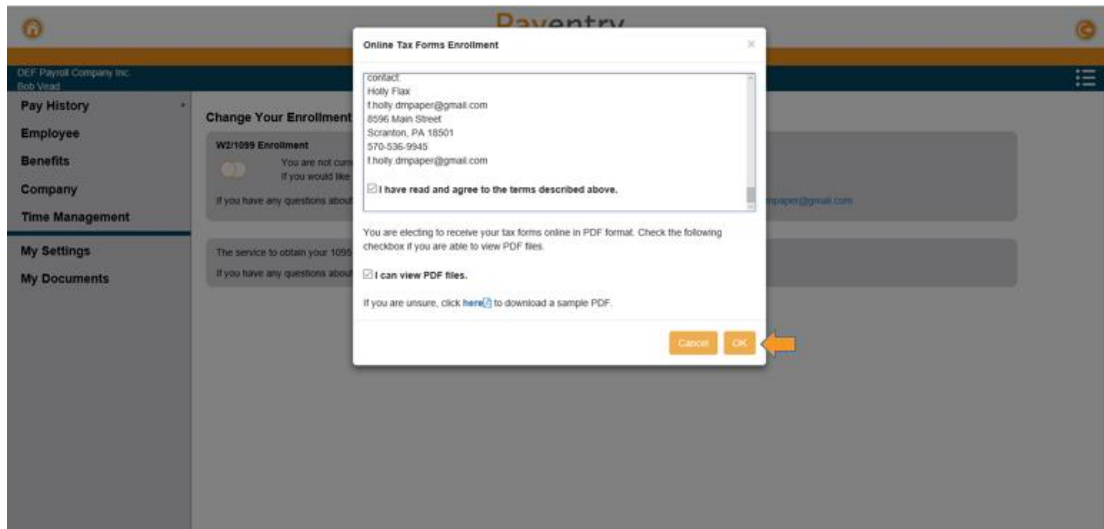 Payentry
Online Tax Forms Enrollment
×
DEF Payroll Company Inc.
Bob Vead
Pay History
Employee
Benefits
Company
Time Management
My Settings
My Documents
Change Your Enrollment
W2/1099 Enrollment
You are not curr
If you would like
If you have any questions about
mpaper@gmail.com
The service to obtain your 1095
If you have any questions about
contact:
Holly Flax
f.holly.dmpaper@gmail.com
8596 Main Street
Scranton, PA 18501
570-536-9945
f.holly.dmpaper@gmail.com
I have read and agree to the terms described above.
You are electing to receive your tax forms online in PDF format. Check the following
checkbox if you are able to view PDF files.
I can view PDF files.
If you are unsure, click here to download a sample PDF.
Cancel OK